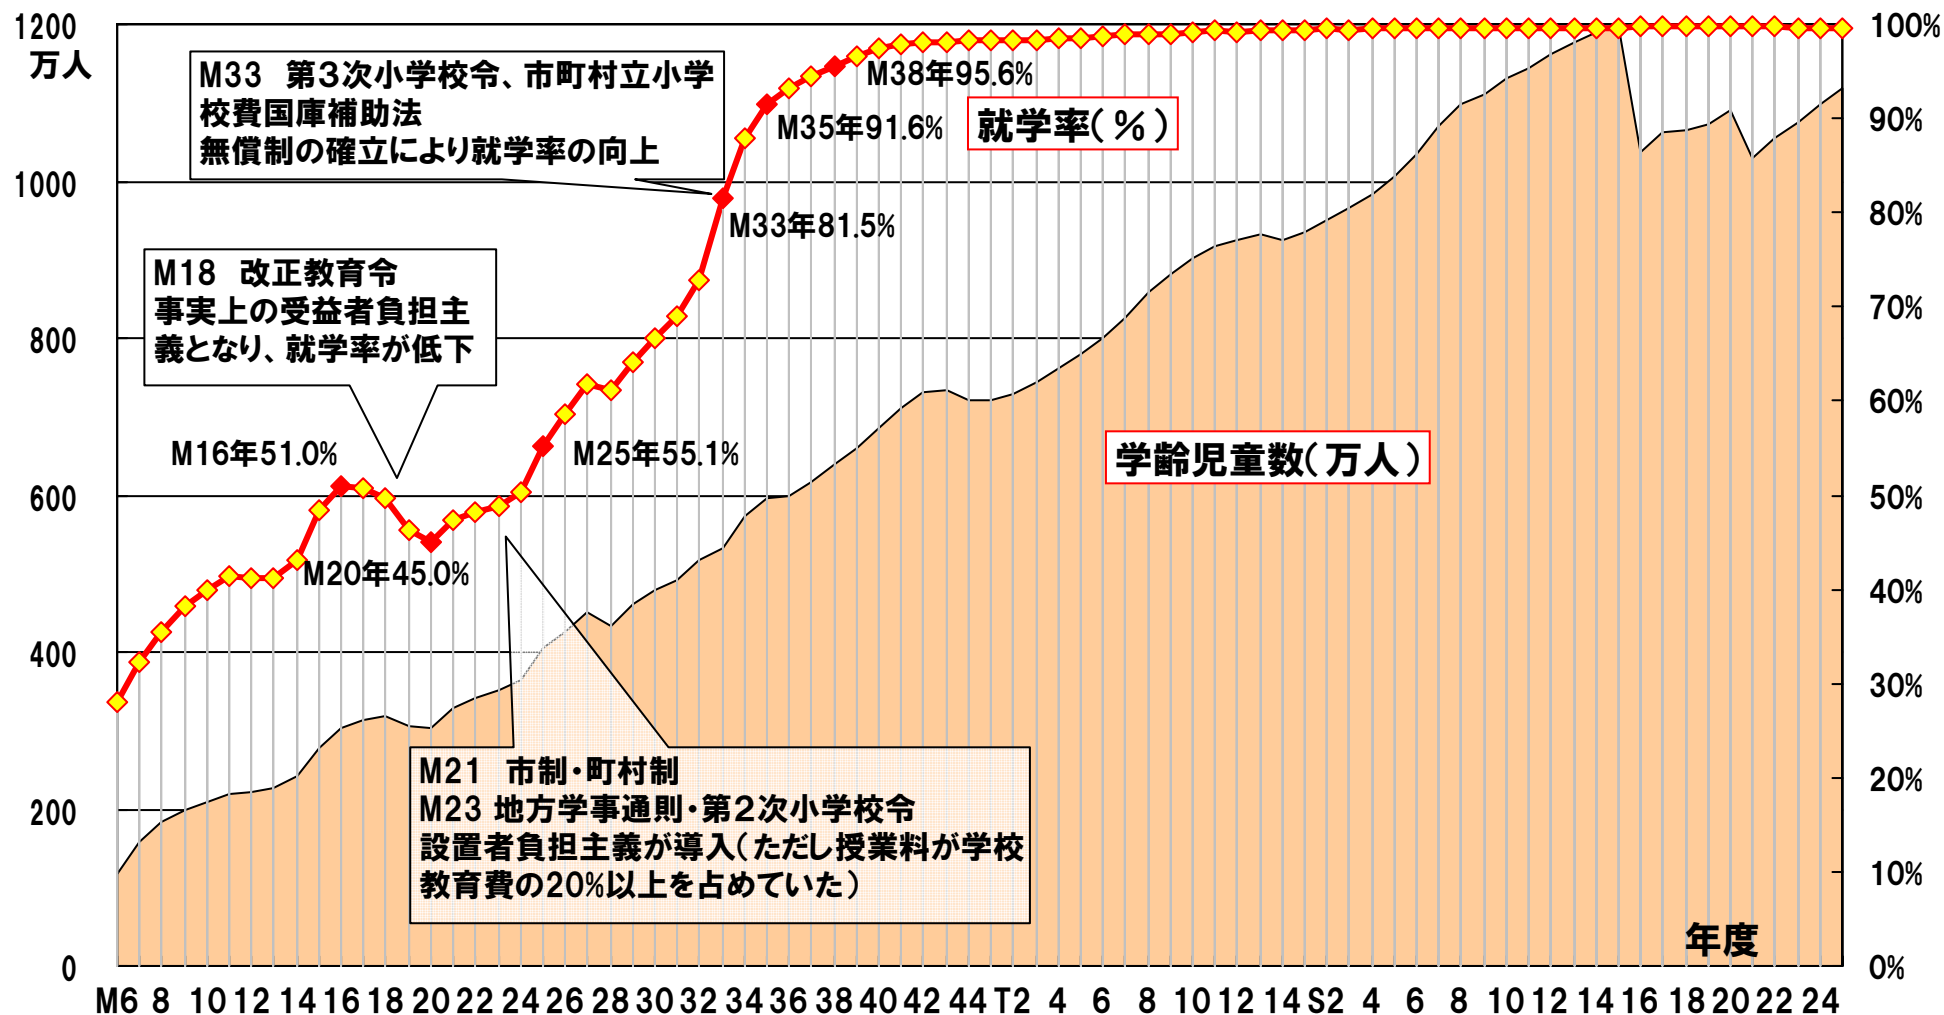 1200
万人
1000
800
600
400
200
0
100%
90%
80%
70%
60%
50%
40%
30%
20%
10%
0%
M33 第3次小学校令、市町村立小学
校費国庫補助法
無償制の確立により就学率の向上
M38年95.6%
M35年91.6%
就学率(%)
M33年81.5%
M18 改正教育令
事実上の受益者負担主
義となり、就学率が低下
M16年51.0%
M25年55.1%
学齢児童数(万人)
M20年45.0%
M21 市制・町村制
M23 地方学事通則・第2次小学校令
設置者負担主義が導入(ただし授業料が学校
教育費の20%以上を占めていた)
年度
M6 8 10 12 14 16 18 20 22 24 26 28 30 32 34 36 38 40 42 44 T2 4 6 8 10 12 14 S2 4 6 8 10 12 14 16 18 20 22 24